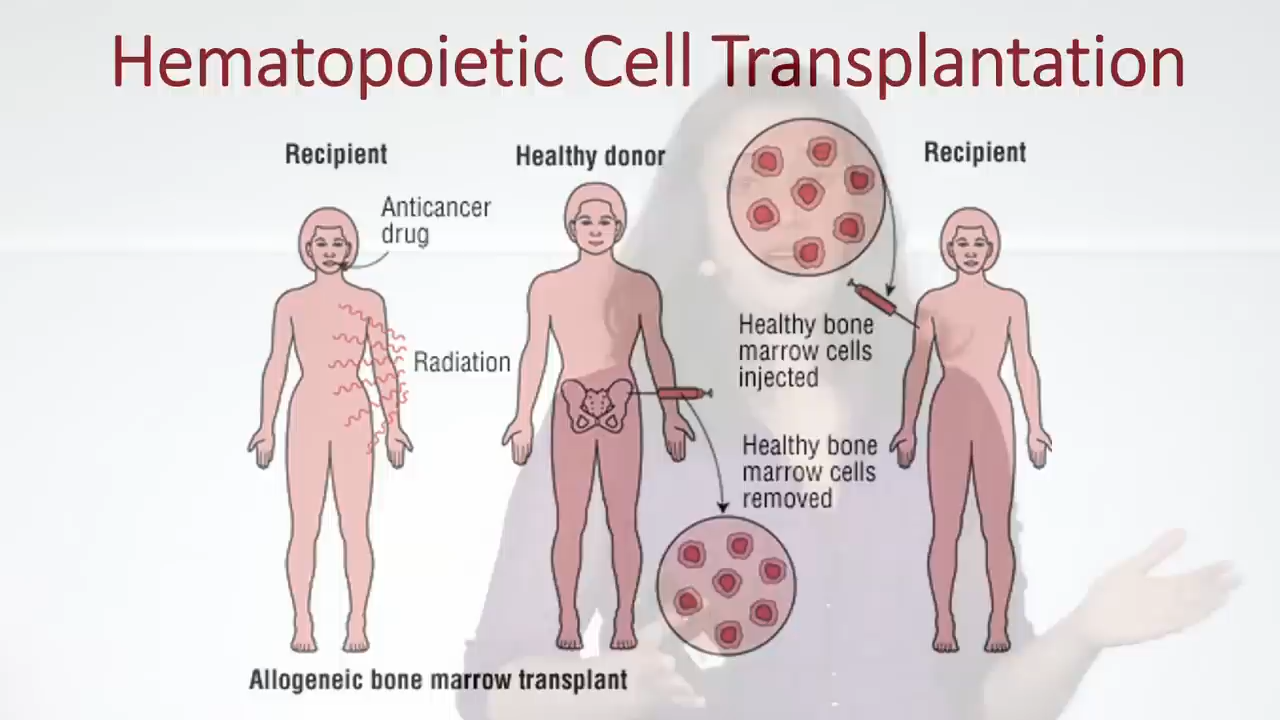 Hematopoietic Cell Transplantation
Recipient
Healthy donor
Recipient
Anticancer
drug
Radiation
Healthy bone
marrow cells
injected
Healthy bone
marrow cells
removed
Allogeneic bone marrow transplant